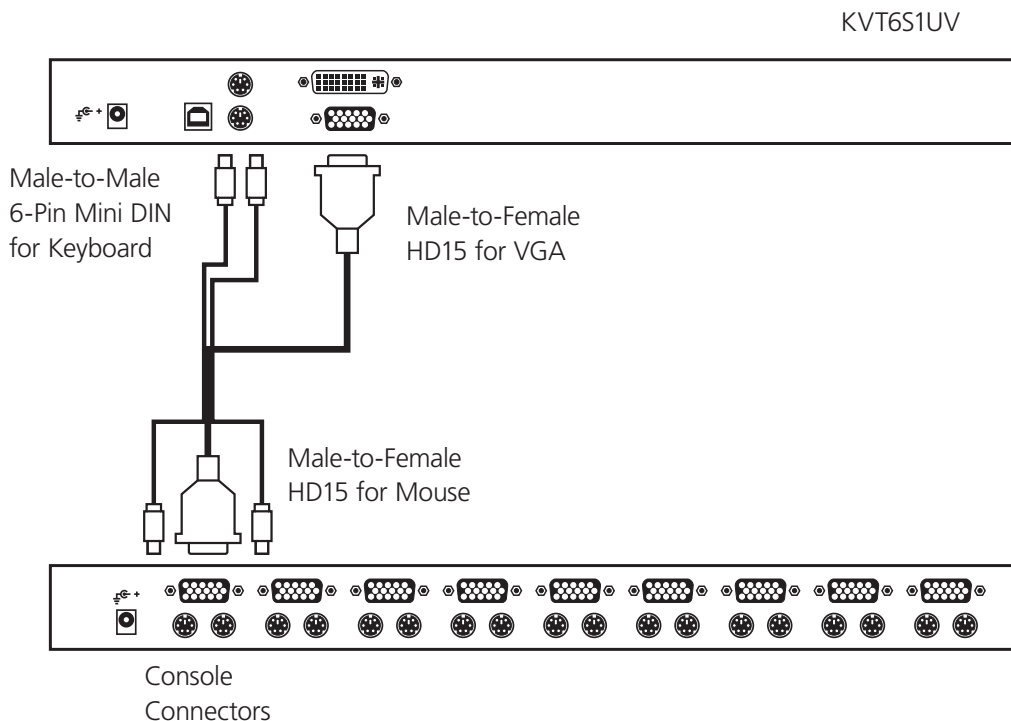 KVT6S1UV
Male-to-Male
6-Pin Mini DIN
for Keyboard
Male-to-Female
HD15 for VGA
Male-to-Female
HD15 for Mouse
Console
Connectors